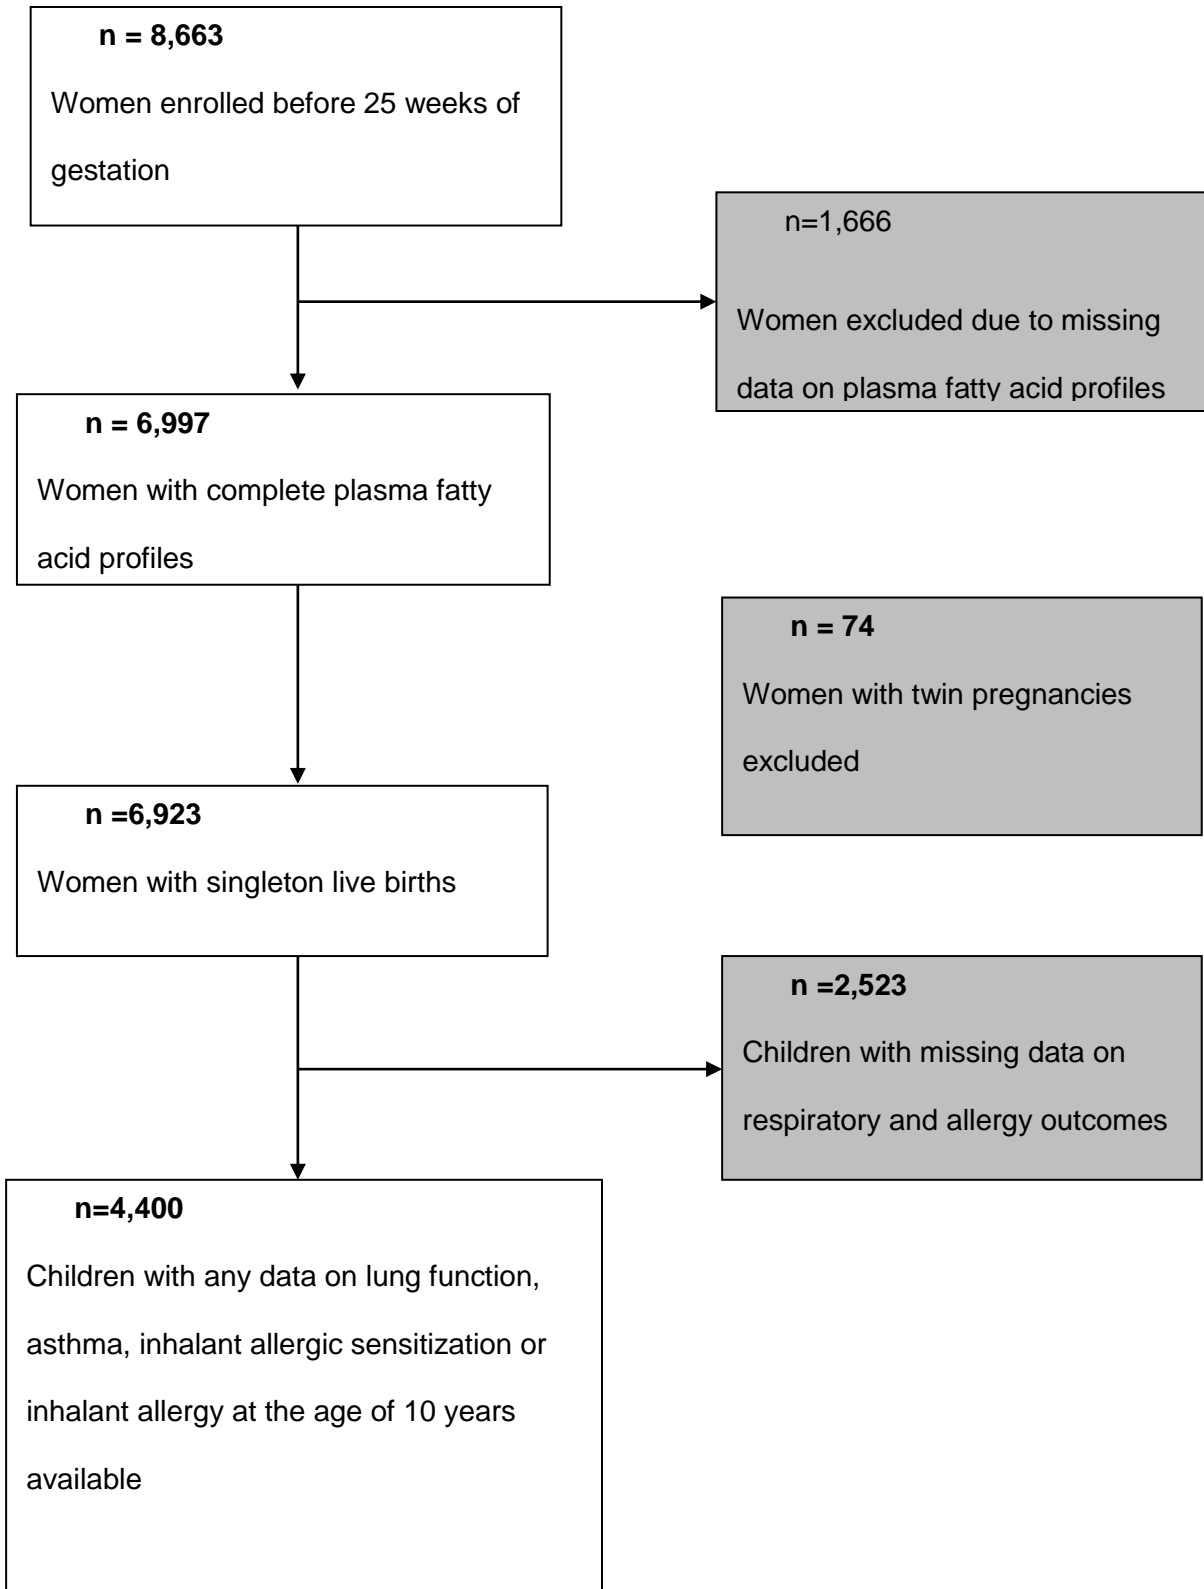 n = 8,663
Women enrolled before 25 weeks of
gestation
n=1,666
Women excluded due to missing
data on plasma fatty acid profiles
n = 6,997
Women with complete plasma fatty
acid profiles
n = 74
Women with twin pregnancies
excluded
n =6,923
Women with singleton live births
n =2,523
Children with missing data on
respiratory and allergy outcomes
n=4,400
Children with any data on lung function,
asthma, inhalant allergic sensitization or
inhalant allergy at the age of 10 years
available